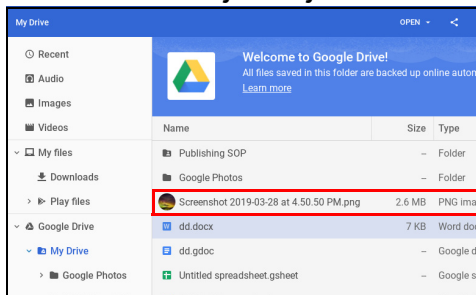 My Drive OPEN
Recent
Audio
Images
Videos
My files
Downloads
Play files
Google Drive
My Drive
Google Photos
Welcome to Google Drive!
All files saved in this folder are backed up online autom
Learn more
Name Size Type
Publishing SOP – Folder
Google Photos – Folder
Screenshot 2019-03-28 at 4.50.50 PM.png 2.6 MB PNG ima
dd.docx 7 KB Word doc
dd.gdoc – Google d
Untitled spreadsheet.gsheet – Google s